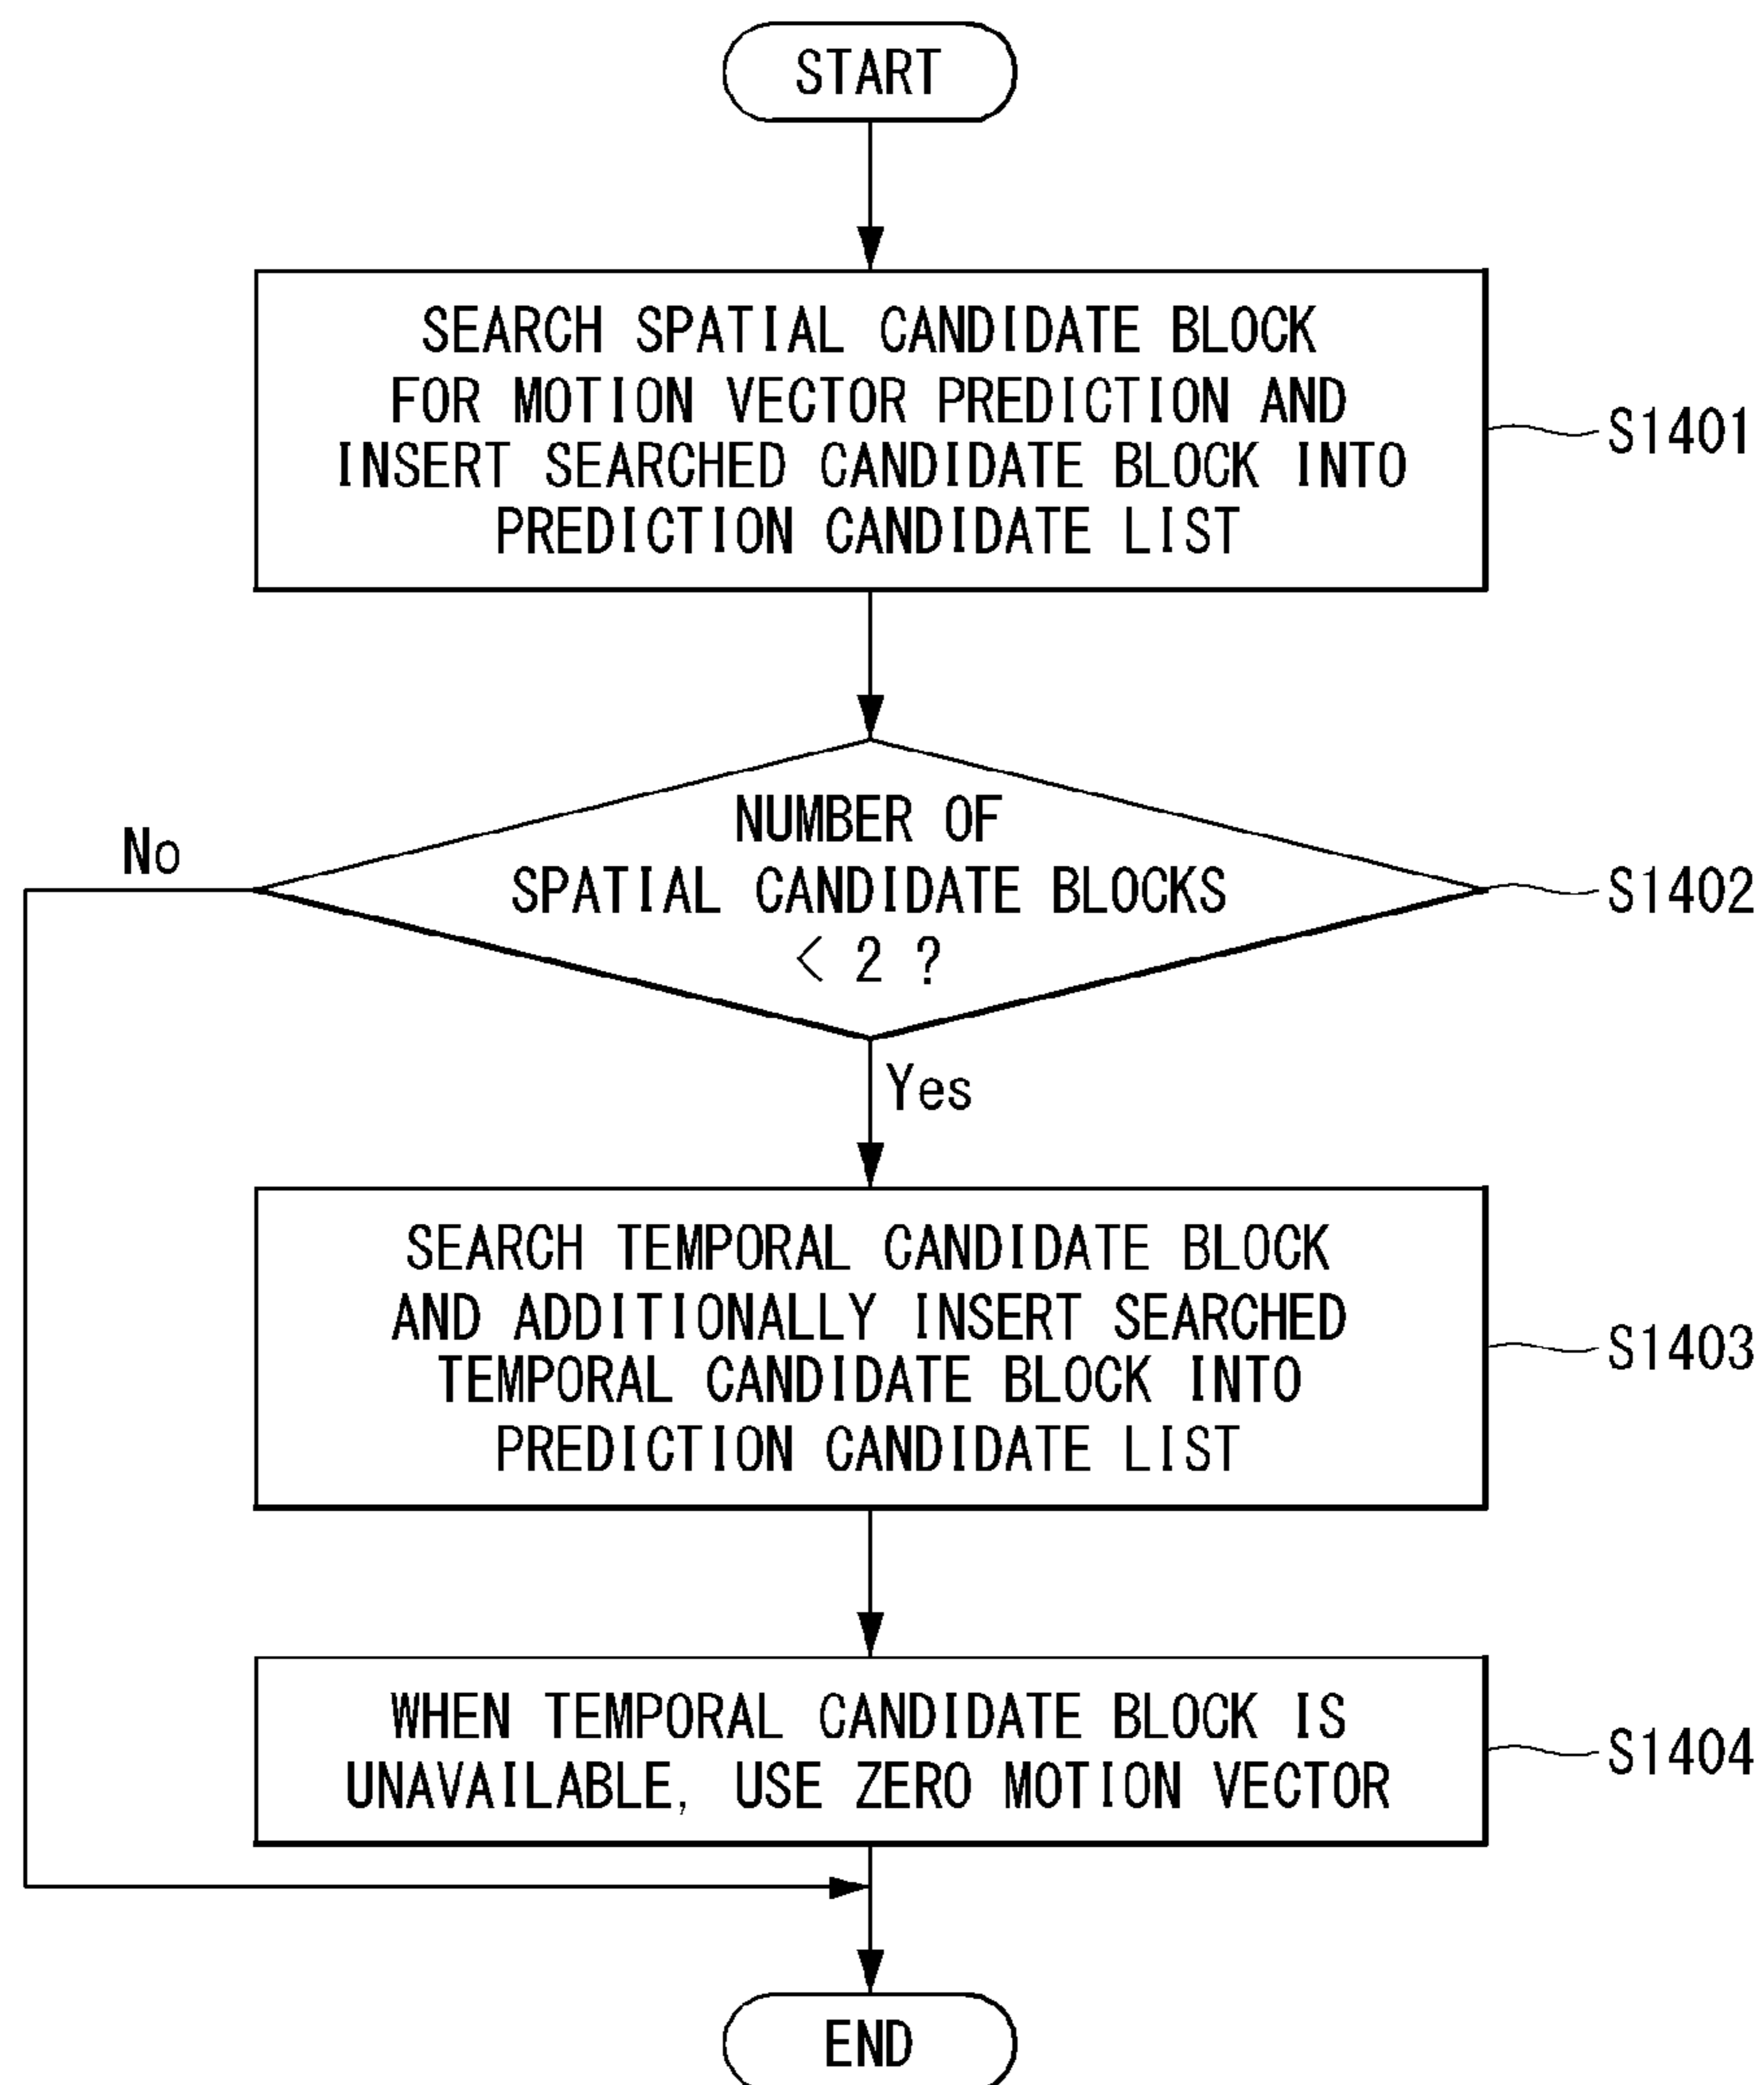 START
SEARCH SPATIAL CANDIDATE BLOCK
FOR MOTION VECTOR PREDICTION AND
INSERT SEARCHED CANDIDATE BLOCK INTO
PREDICTION CANDIDATE LIST
S1401
NUMBER OF
SPATIAL CANDIDATE BLOCKS
< 2 ?
No
S1402
Yes
SEARCH TEMPORAL CANDIDATE BLOCK
AND ADDITIONALLY INSERT SEARCHED
TEMPORAL CANDIDATE BLOCK INTO
PREDICTION CANDIDATE LIST
S1403
WHEN TEMPORAL CANDIDATE BLOCK IS
UNAVAILABLE, USE ZERO MOTION VECTOR
S1404
END